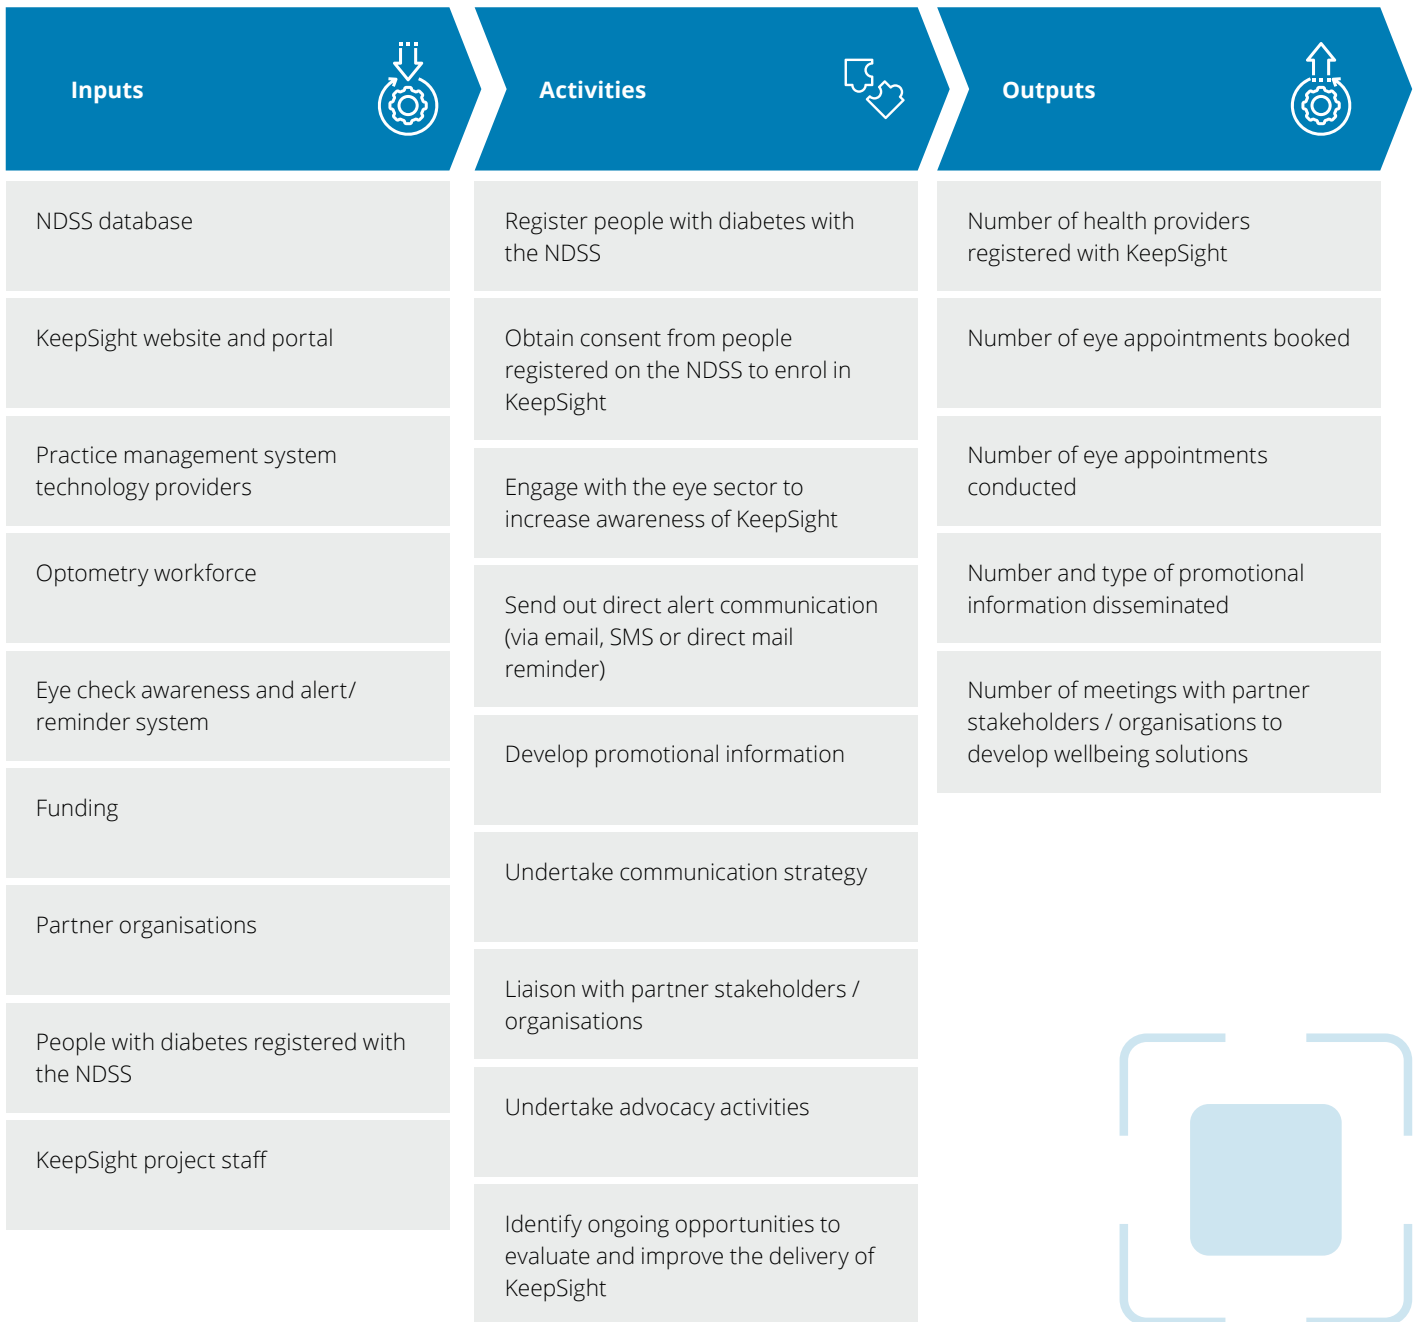 Inputs
NDSS database
KeepSight website and portal
Practice management system
technology providers
Optometry workforce
Eye check awareness and alert/
reminder system
Funding
Partner organisations
People with diabetes registered with
the NDSS
KeepSight project staff
Activities
Register people with diabetes with
the NDSS
Obtain consent from people
registered on the NDSS to enrol in
KeepSight
Engage with the eye sector to
increase awareness of KeepSight
Send out direct alert communication
(via email, SMS or direct mail
reminder)
Develop promotional information
Undertake communication strategy
Liaison with partner stakeholders /
organisations
Undertake advocacy activities
Identify ongoing opportunities to
evaluate and improve the delivery of
KeepSight
Outputs
Number of health providers
registered with KeepSight
Number of eye appointments booked
Number of eye appointments
conducted
Number and type of promotional
information disseminated
Number of meetings with partner
stakeholders / organisations to
develop wellbeing solutions